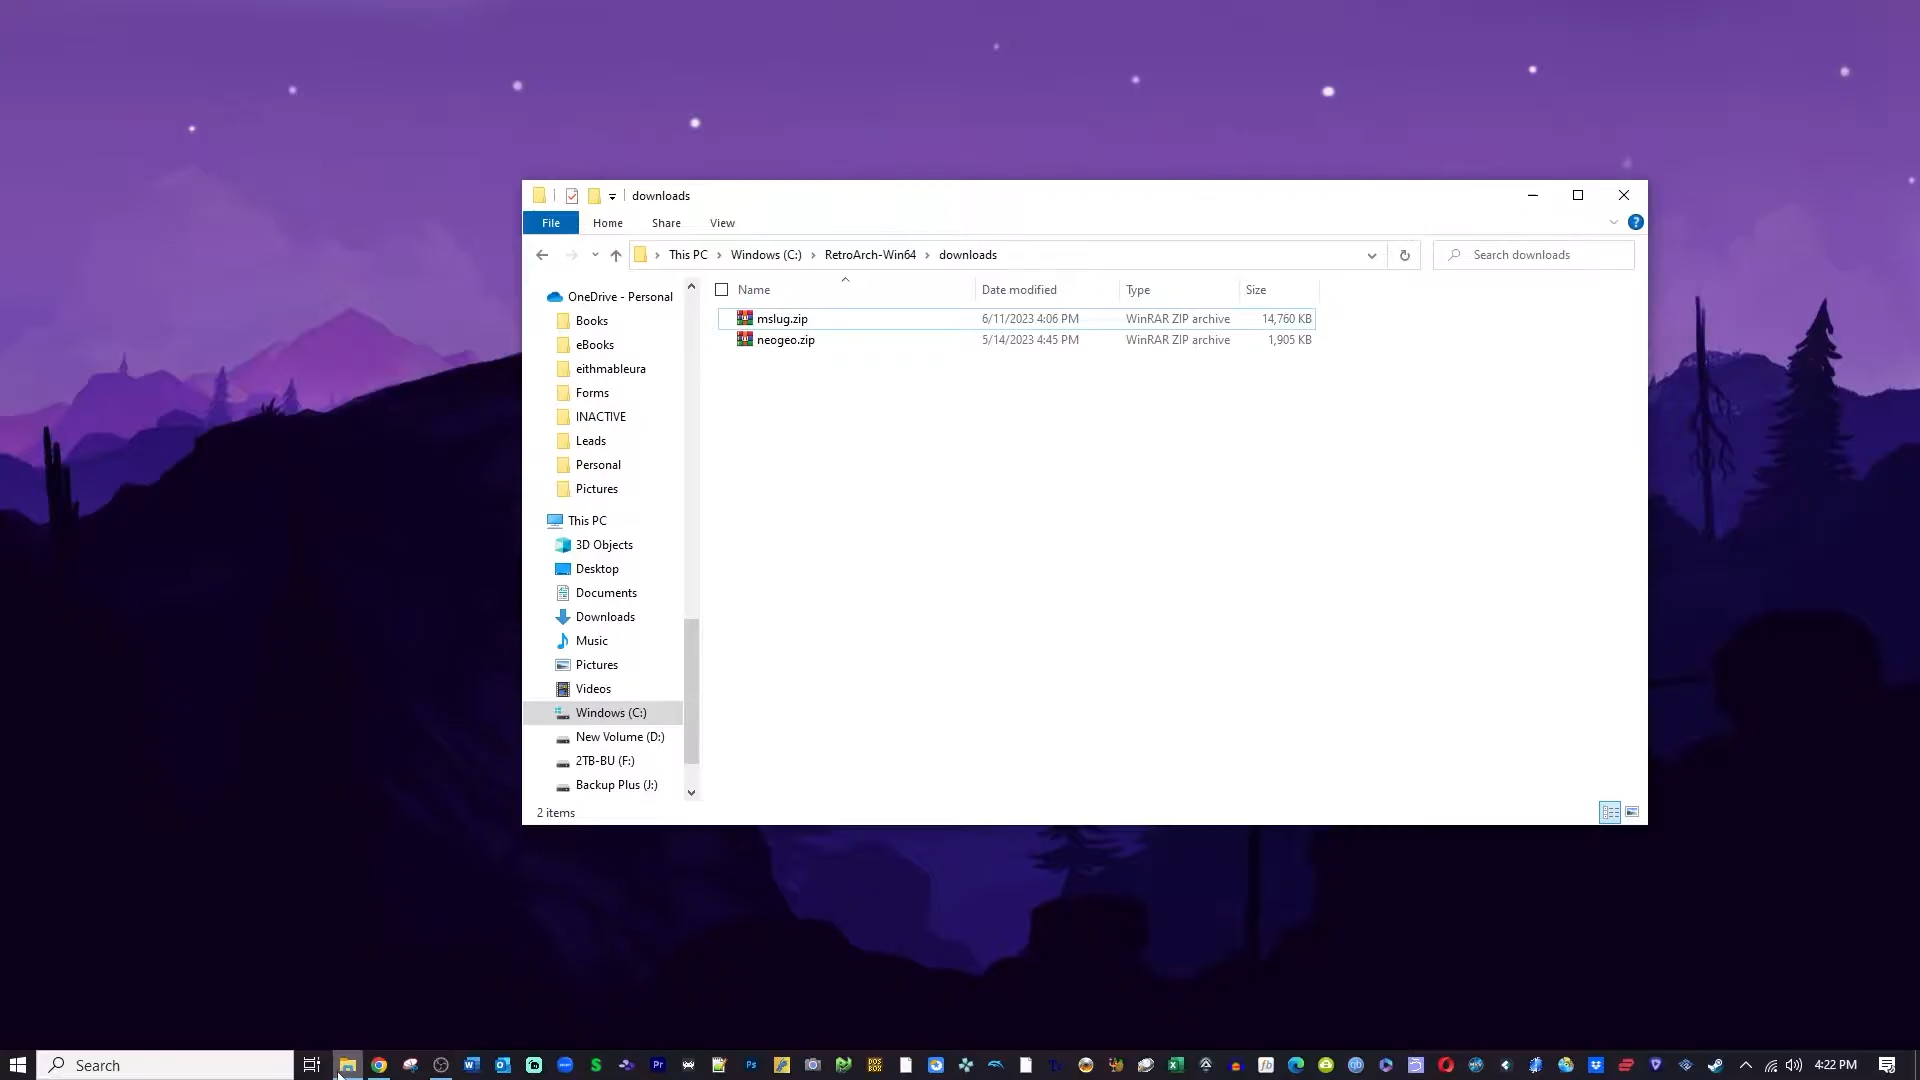 downloads
File Home Share View
This PC Windows (C:) RetroArch-Win64 downloads
Search downloads
Name Date modified Type Size
mslug.zip 6/11/2023 4:06 PM WinRAR ZIP archive 14,760 KB
neogeo.zip 5/14/2023 4:45 PM WinRAR ZIP archive 1,905 KB
OneDrive - Personal
Books
eBooks
eithmableura
Forms
INACTIVE
Leads
Personal
Pictures
This PC
3D Objects
Desktop
Documents
Downloads
Music
Pictures
Videos
Windows (C:)
New Volume (D:)
2TB-BU (F:)
Backup Plus (J:)
2 items
Search
4:22 PM